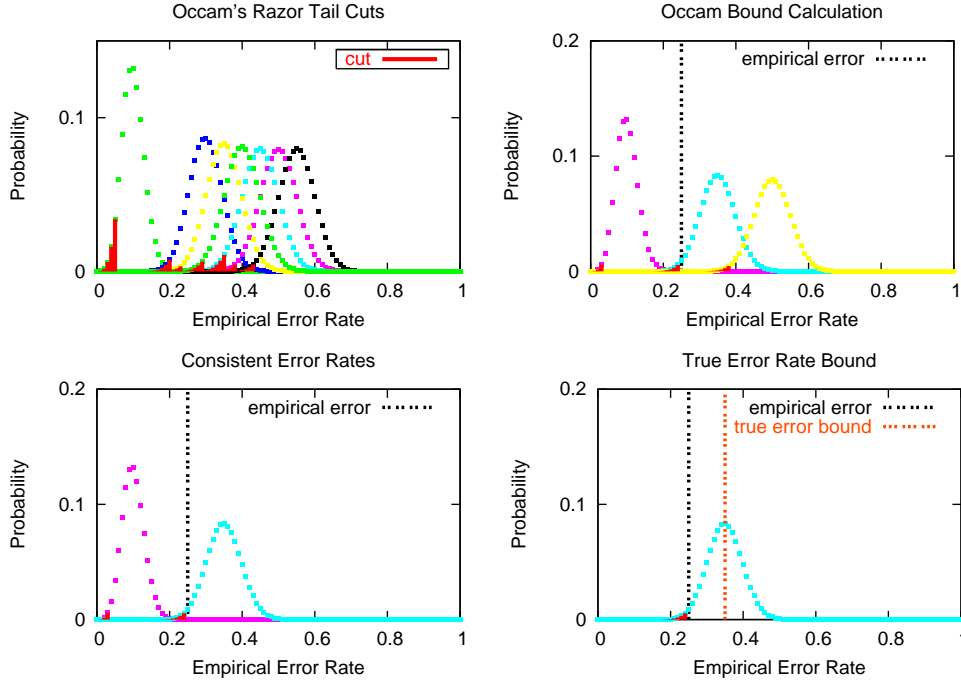 Occam's Razor Tail Cuts
cut
Probability
0.1
0
0 0.2 0.4 0.6 0.8 1
Empirical Error Rate
Occam Bound Calculation
empirical error
Probability
0.2
0.1
0
0 0.2 0.4 0.6 0.8 1
Empirical Error Rate
Consistent Error Rates
empirical error
Probability
0.2
0.1
0
0 0.2 0.4 0.6 0.8 1
Empirical Error Rate
True Error Rate Bound
empirical error
true error bound
Probability
0.2
0.1
0
0 0.2 0.4 0.6 0.8 1
Empirical Error Rate